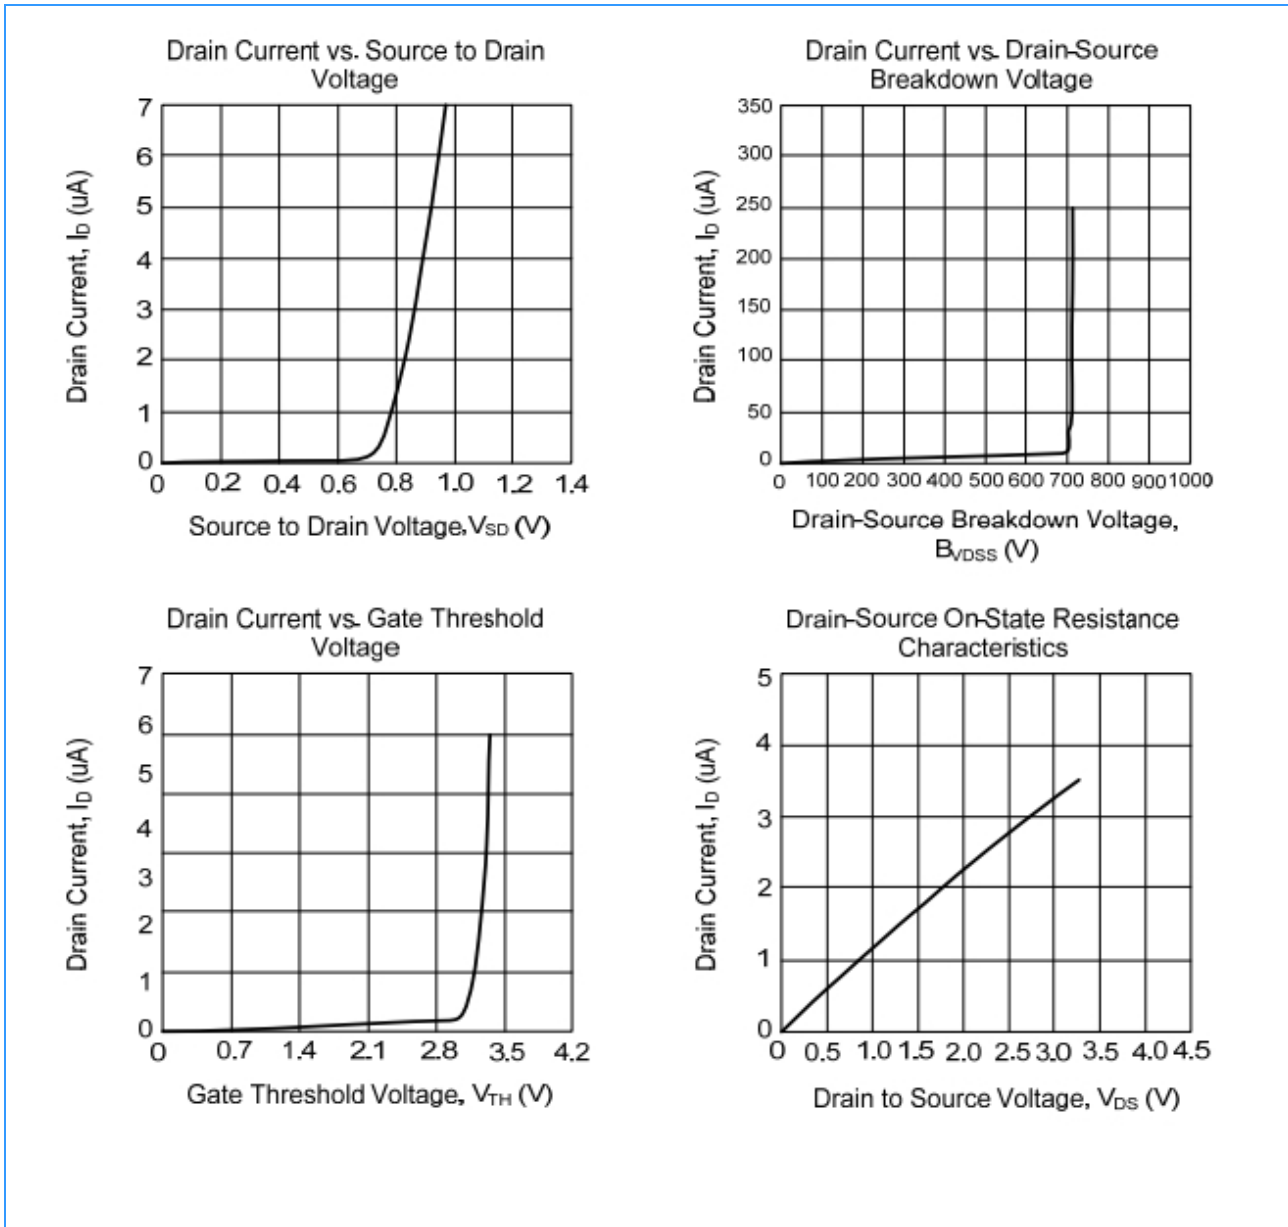 Drain Current vs. Source to Drain
Voltage
Drain Current, ID (uA)
7
6
5
4
3
2
1
0
0 0.2 0.4 0.6 0.8 1.0 1.2 1.4
Source to Drain Voltage, VSD (V)
Drain Current vs. Drain-Source
Breakdown Voltage
Drain Current, ID (uA)
350
300
250
200
150
100
50
0
0 100 200 300 400 500 600 700 800 900 1000
Drain-Source Breakdown Voltage,
BVDSS (V)
Drain Current vs. Gate Threshold
Voltage
Drain Current, ID (uA)
7
6
5
4
3
2
1
0
0 0.7 1.4 2.1 2.8 3.5 4.2
Gate Threshold Voltage, VTH (V)
Drain-Source On-State Resistance
Characteristics
Drain Current, ID (uA)
5
4
3
2
1
0
0 0.5 1.0 1.5 2.0 2.5 3.0 3.5 4.0 4.5
Drain to Source Voltage, VDS (V)